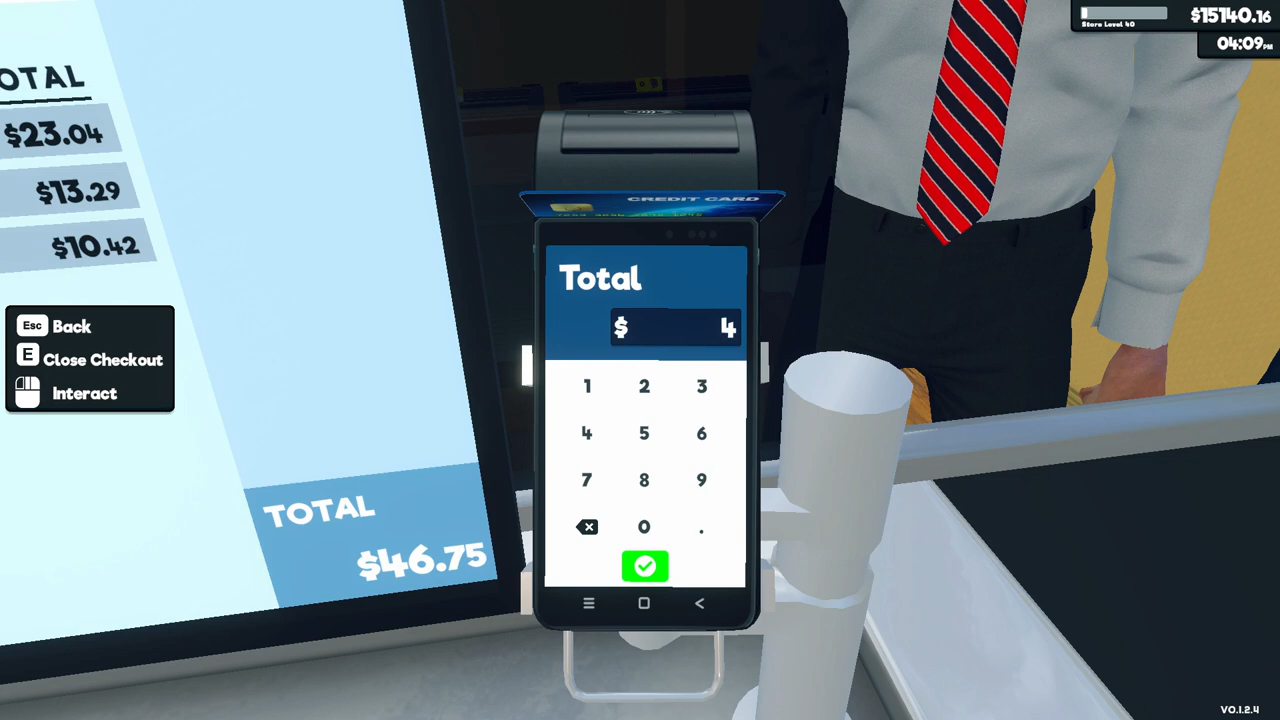 OTAL
$23.04
$13.29
$10.42
Esc Back
E Close Checkout
Interact
TOTAL
$46.75
CREDIT CARD
Total
$ 4
1 2 3
4 5 6
7 8 9
0 .
Store Level 40
$15140.16
04:09PM
V0.1.2.4